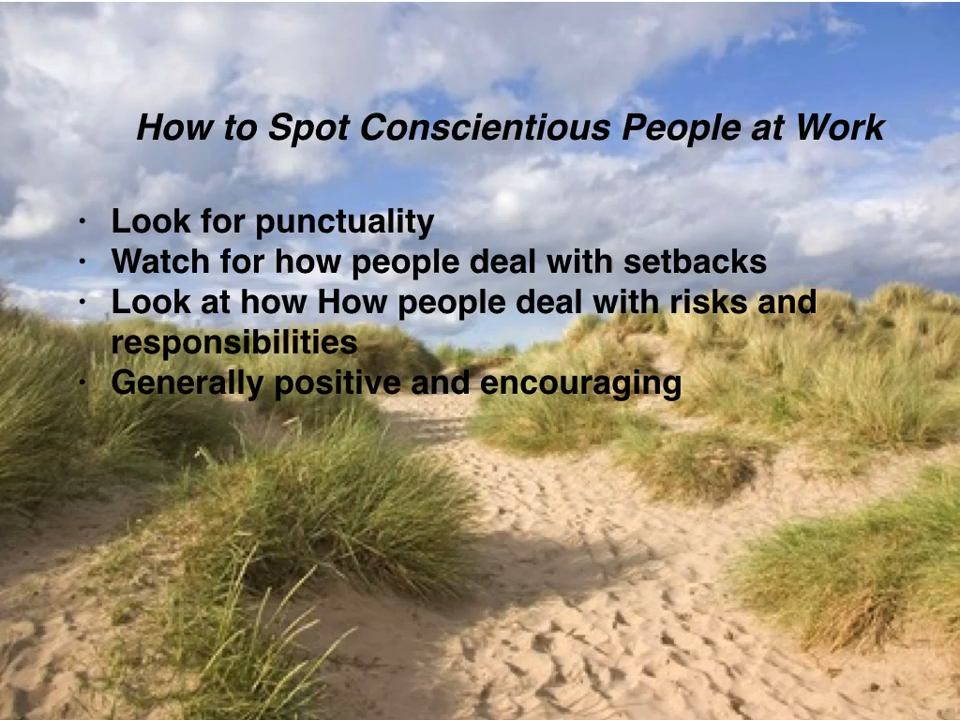 How to Spot Conscientious People at Work
· Look for punctuality
· Watch for how people deal with setbacks
· Look at how How people deal with risks and
responsibilities
· Generally positive and encouraging